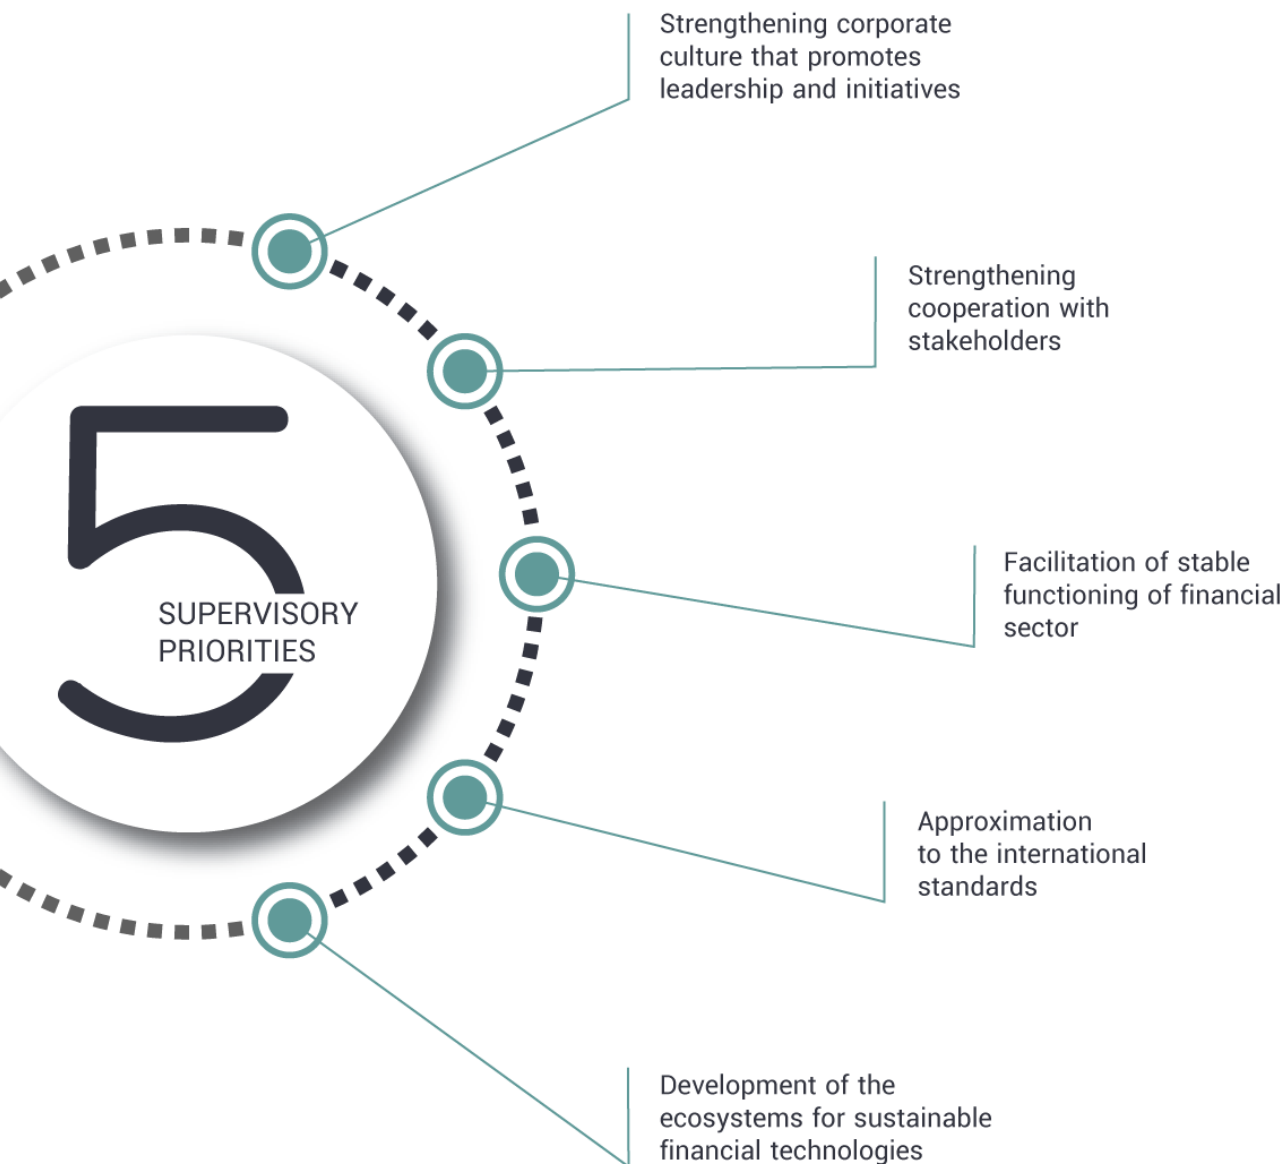 Strengthening corporate
culture that promotes
leadership and initiatives
Strengthening
cooperation with
stakeholders
5
SUPERVISORY
PRIORITIES
Facilitation of stable
functioning of financial
sector
Approximation
to the international
standards
Development of the
ecosystems for sustainable
financial technologies